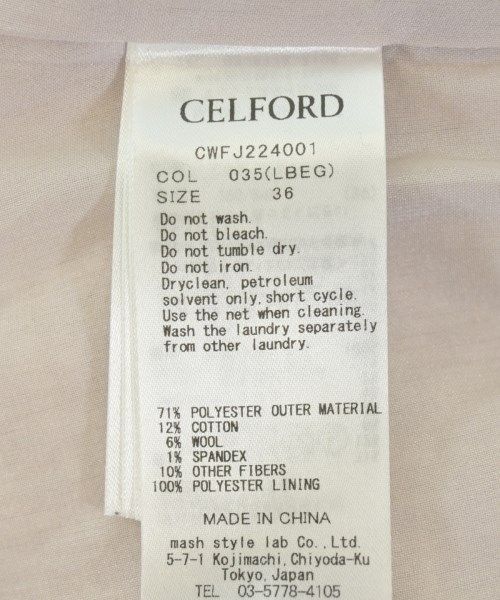 CELFORD
CWFJ224001
COL 035(LBEG)
SIZE 36
Do not wash.
Do not bleach.
Do not tumble dry.
Do not iron.
Dryclean, petroleum
solvent only, short cycle.
Use the net when cleaning.
Wash the laundry separately
from other laundry.
71% POLYESTER OUTER MATERIAL
12% COTTON
6% WOOL
1% SPANDEX
10% OTHER FIBERS
100% POLYESTER LINING
MADE IN CHINA
mash style lab Co., Ltd.
5-7-1 Kojimachi, Chiyoda-Ku
Tokyo, Japan
TEL 03-5778-4105